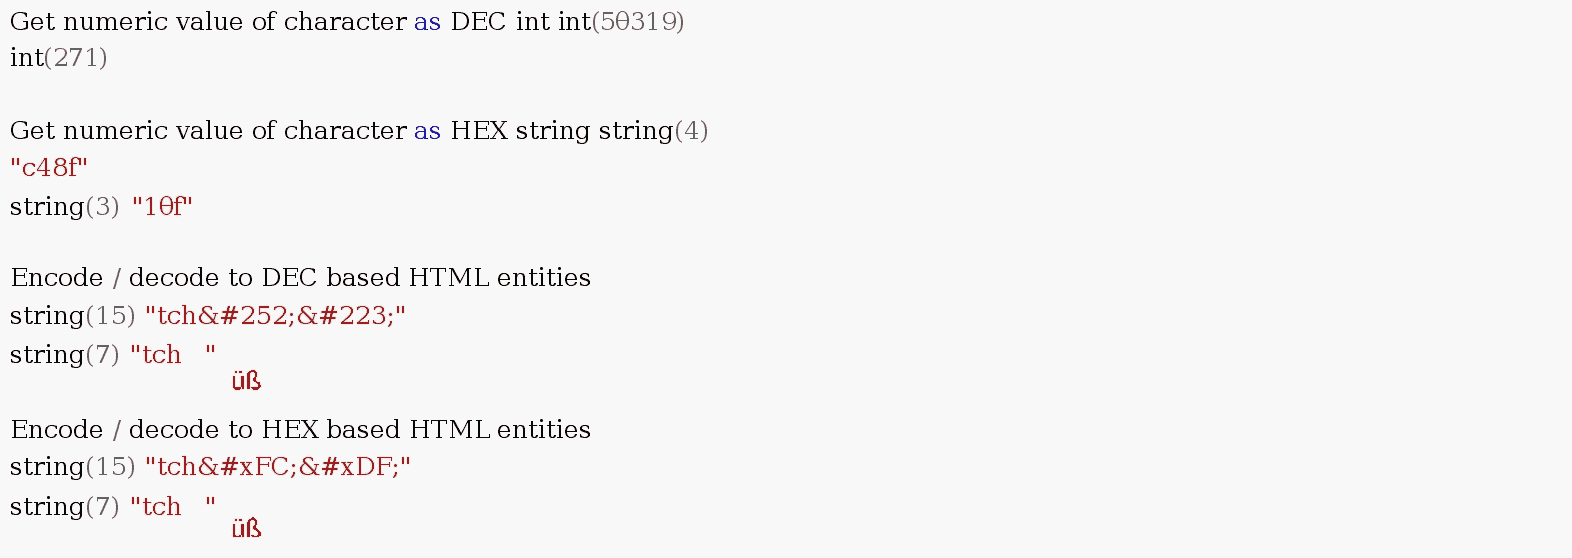 Get numeric value of character as DEC int int(50319)
int(271)
Get numeric value of character as HEX string string(4)
"c48f"
string(3) "10f"
Encode / decode to DEC based HTML entities
string(15) "tch&#252;&#223;"
string(7) "tch   "
üß
Encode / decode to HEX based HTML entities
string(15) "tch&#xFC;&#xDF;"
string(7) "tch   "
üß